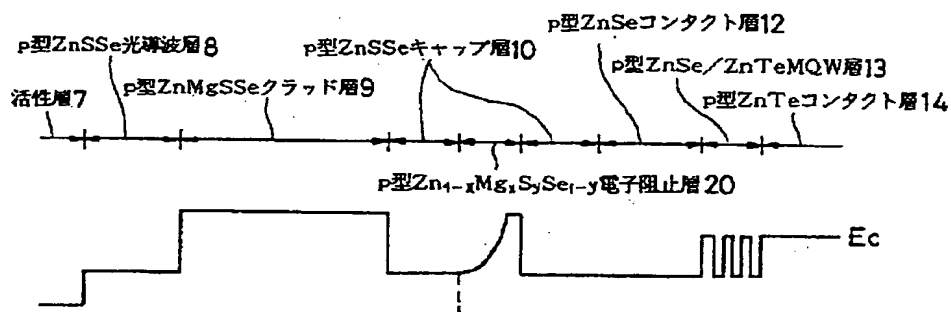 p型ZnSeコンタクト層12
p型ZnSSe光導波層8
p型ZnSSeキャップ層10
p型ZnSe/ZnTeMQW層13
p型ZnMgSSeクラッド層9
活性層7
p型ZnTeコンタクト層14
p型Zn₁₋ₓMgₓSᵧSe₁₋ᵧ電子阻止層20
Ec